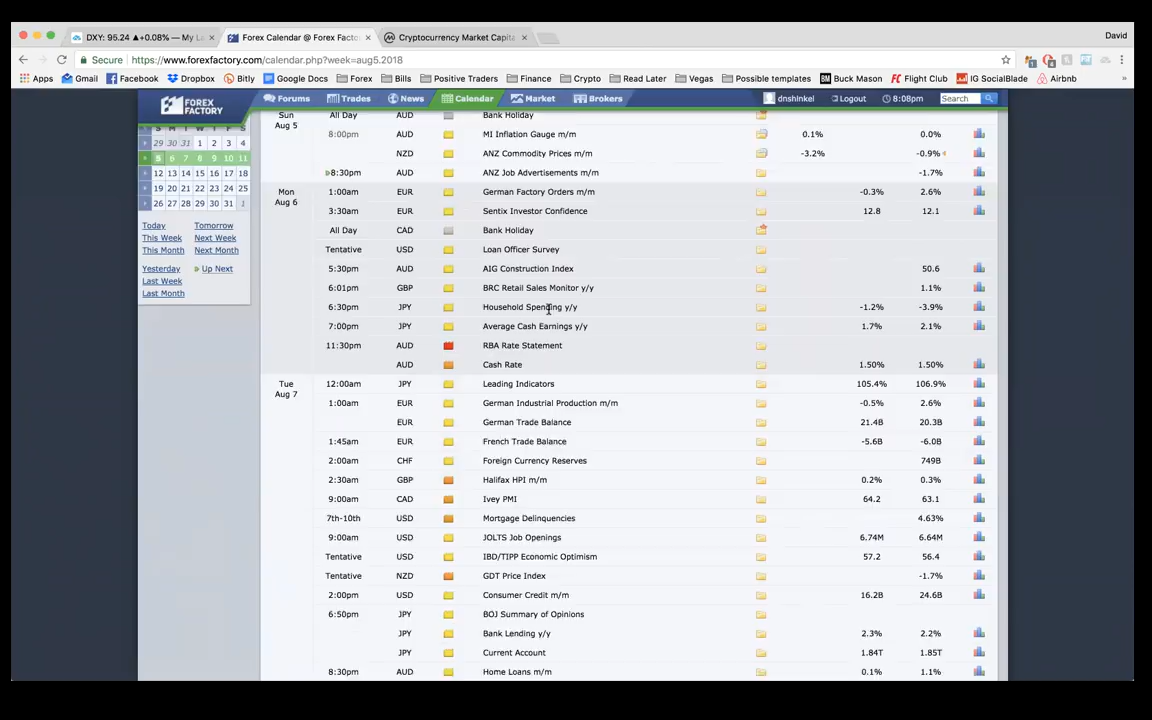 DXY: 95.24 ▲+0.08% — My L
Forex Calendar @ Forex Facto
Cryptocurrency Market Capita
David
Secure https://www.forexfactory.com/calendar.php?week=aug5.2018
Apps Gmail Facebook Dropbox Bitly Google Docs Forex Bills Positive Traders Finance Crypto Read Later Vegas Possible templates BM Buck Mason FC Flight Club IG SocialBlade Airbnb »
FOREX FACTORY Forums Trades News Calendar Market Brokers dnshinkel Logout 8:08pm Search
Sun All Day AUD Bank Holiday
Aug 5
8:00pm AUD MI Inflation Gauge m/m 0.1% 0.0%
NZD ANZ Commodity Prices m/m -3.2% -0.9%
8:30pm AUD ANZ Job Advertisements m/m -1.7%
Mon 1:00am EUR German Factory Orders m/m -0.3% 2.6%
Aug 6
3:30am EUR Sentix Investor Confidence 12.8 12.1
All Day CAD Bank Holiday
Tentative USD Loan Officer Survey
5:30pm AUD AIG Construction Index 50.6
6:01pm GBP BRC Retail Sales Monitor y/y 1.1%
6:30pm JPY Household Spending y/y -1.2% -3.9%
7:00pm JPY Average Cash Earnings y/y 1.7% 2.1%
11:30pm AUD RBA Rate Statement
AUD Cash Rate 1.50% 1.50%
Tue 12:00am JPY Leading Indicators 105.4% 106.9%
Aug 7
1:00am EUR German Industrial Production m/m -0.5% 2.6%
EUR German Trade Balance 21.4B 20.3B
1:45am EUR French Trade Balance -5.6B -6.0B
2:00am CHF Foreign Currency Reserves 749B
2:30am GBP Halifax HPI m/m 0.2% 0.3%
9:00am CAD Ivey PMI 64.2 63.1
7th-10th USD Mortgage Delinquencies 4.63%
9:00am USD JOLTS Job Openings 6.74M 6.64M
Tentative USD IBD/TIPP Economic Optimism 57.2 56.4
Tentative NZD GDT Price Index -1.7%
2:00pm USD Consumer Credit m/m 16.2B 24.6B
6:50pm JPY BOJ Summary of Opinions
JPY Bank Lending y/y 2.3% 2.2%
JPY Current Account 1.84T 1.85T
8:30pm AUD Home Loans m/m 0.1% 1.1%
S M T W T F S
29 30 31 1 2 3 4
5 6 7 8 9 10 11
12 13 14 15 16 17 18
19 20 21 22 23 24 25
26 27 28 29 30 31 1
Today Tomorrow
This Week Next Week
This Month Next Month
Yesterday Up Next
Last Week
Last Month